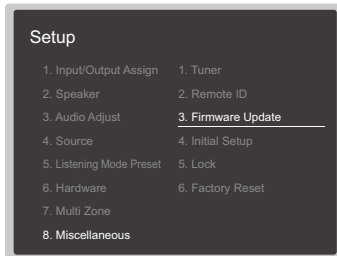 Setup
1. Input/Output Assign
2. Speaker
3. Audio Adjust
4. Source
5. Listening Mode Preset
6. Hardware
7. Multi Zone
8. Miscellaneous
1. Tuner
2. Remote ID
3. Firmware Update
4. Initial Setup
5. Lock
6. Factory Reset